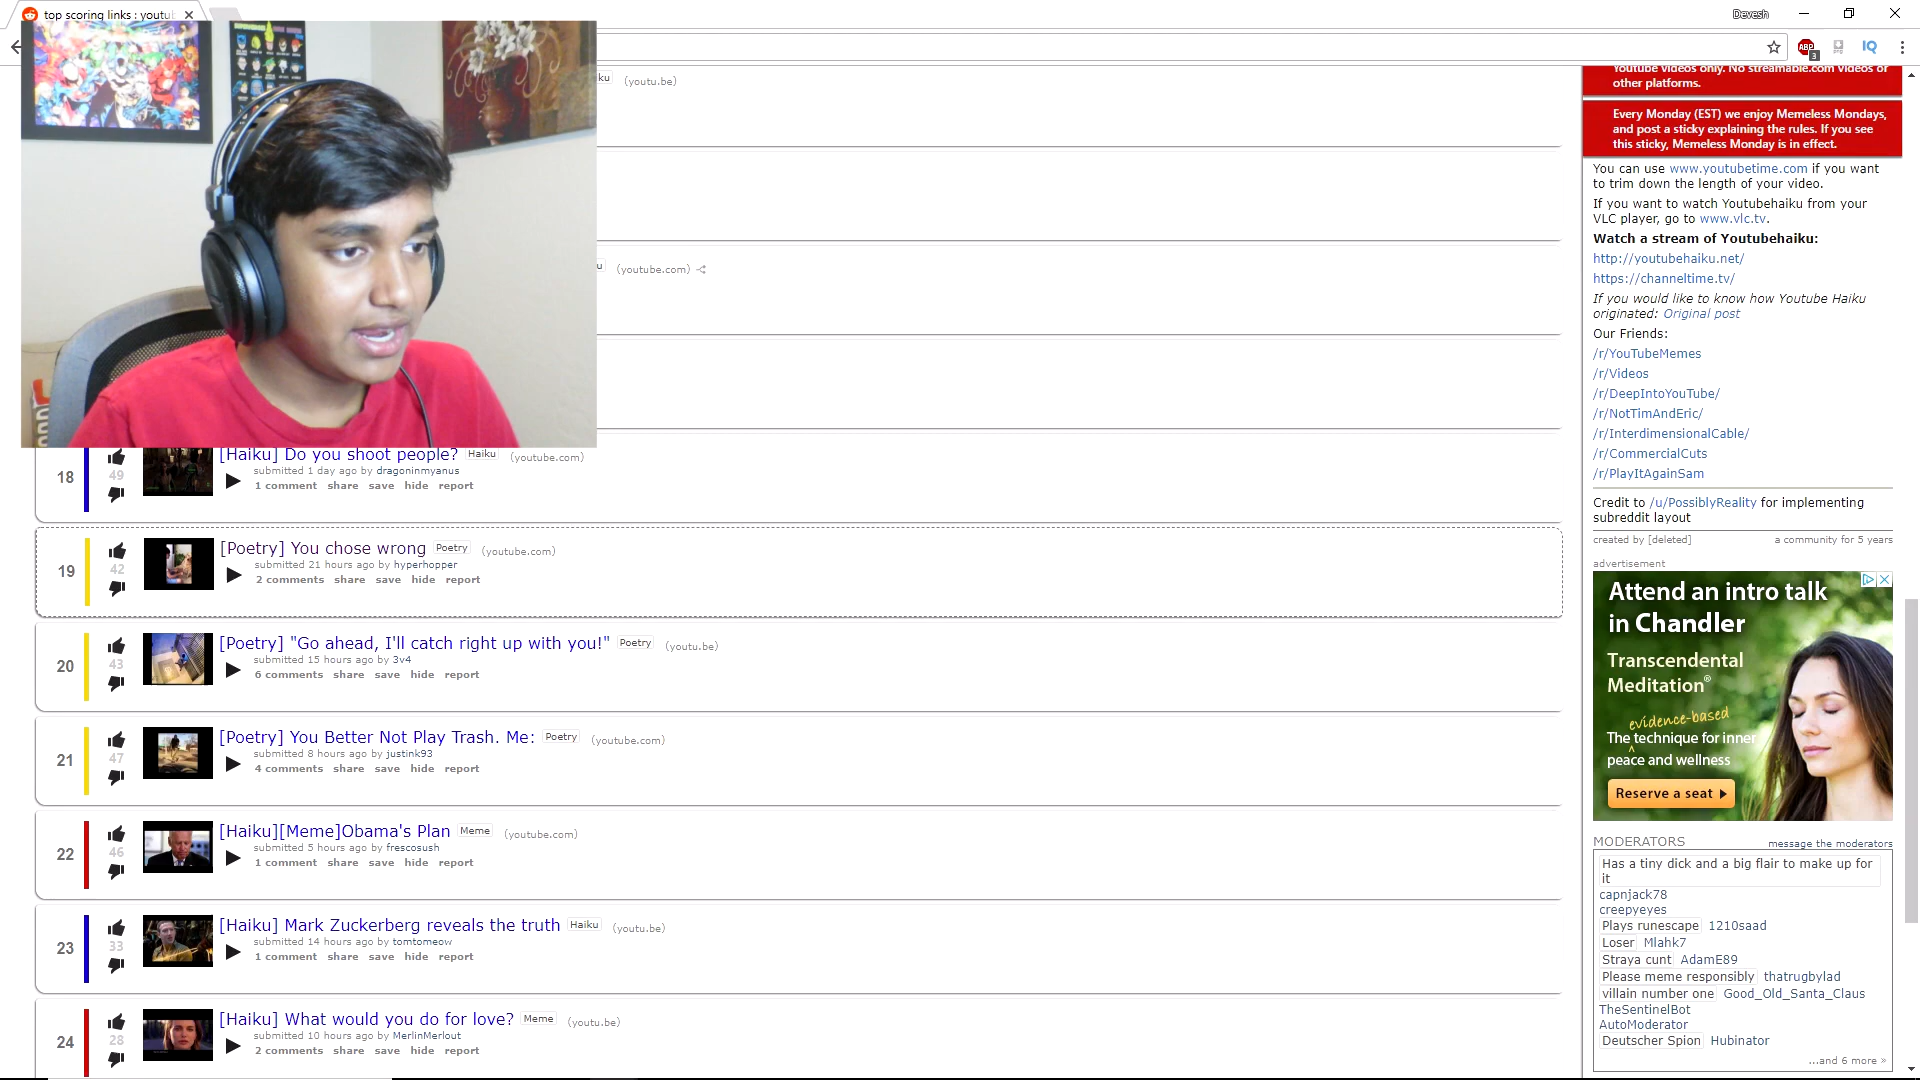 top scoring links : youtu
Devesh
ABP
3
IQ
ku (youtu.be)
u (youtube.com)
18
49
[Haiku] Do you shoot people? Haiku (youtube.com)
submitted 1 day ago by dragoninmyanus
1 comment share save hide report
19
42
[Poetry] You chose wrong Poetry (youtube.com)
submitted 21 hours ago by hyperhopper
2 comments share save hide report
20
43
[Poetry] "Go ahead, I'll catch right up with you!" Poetry (youtu.be)
submitted 15 hours ago by 3v4
6 comments share save hide report
21
47
[Poetry] You Better Not Play Trash. Me: Poetry (youtube.com)
submitted 8 hours ago by justink93
4 comments share save hide report
22
46
[Haiku][Meme]Obama's Plan Meme (youtube.com)
submitted 5 hours ago by frescosush
1 comment share save hide report
23
33
[Haiku] Mark Zuckerberg reveals the truth Haiku (youtu.be)
submitted 14 hours ago by tomtomeow
1 comment share save hide report
24
28
[Haiku] What would you do for love? Meme (youtu.be)
submitted 10 hours ago by MerlinMerlout
2 comments share save hide report
Youtube videos only. No streamable.com videos or
other platforms.
Every Monday (EST) we enjoy Memeless Mondays,
and post a sticky explaining the rules. If you see
this sticky, Memeless Monday is in effect.
You can use www.youtubetime.com if you want
to trim down the length of your video.
If you want to watch Youtubehaiku from your
VLC player, go to www.vlc.tv.
Watch a stream of Youtubehaiku:
http://youtubehaiku.net/
https://channeltime.tv/
If you would like to know how Youtube Haiku
originated: Original post
Our Friends:
/r/YouTubeMemes
/r/Videos
/r/DeepIntoYouTube/
/r/NotTimAndEric/
/r/InterdimensionalCable/
/r/CommercialCuts
/r/PlayItAgainSam
Credit to /u/PossiblyReality for implementing
subreddit layout
created by [deleted] a community for 5 years
advertisement
Attend an intro talk
in Chandler
Transcendental
Meditation®
evidence-based
The technique for inner
peace and wellness
Reserve a seat
MODERATORS message the moderators
Has a tiny dick and a big flair to make up for
it
capnjack78
creepyeyes
Plays runescape 1210saad
Loser Mlahk7
Straya cunt AdamE89
Please meme responsibly thatrugbylad
villain number one Good_Old_Santa_Claus
TheSentinelBot
AutoModerator
Deutscher Spion Hubinator
...and 6 more »